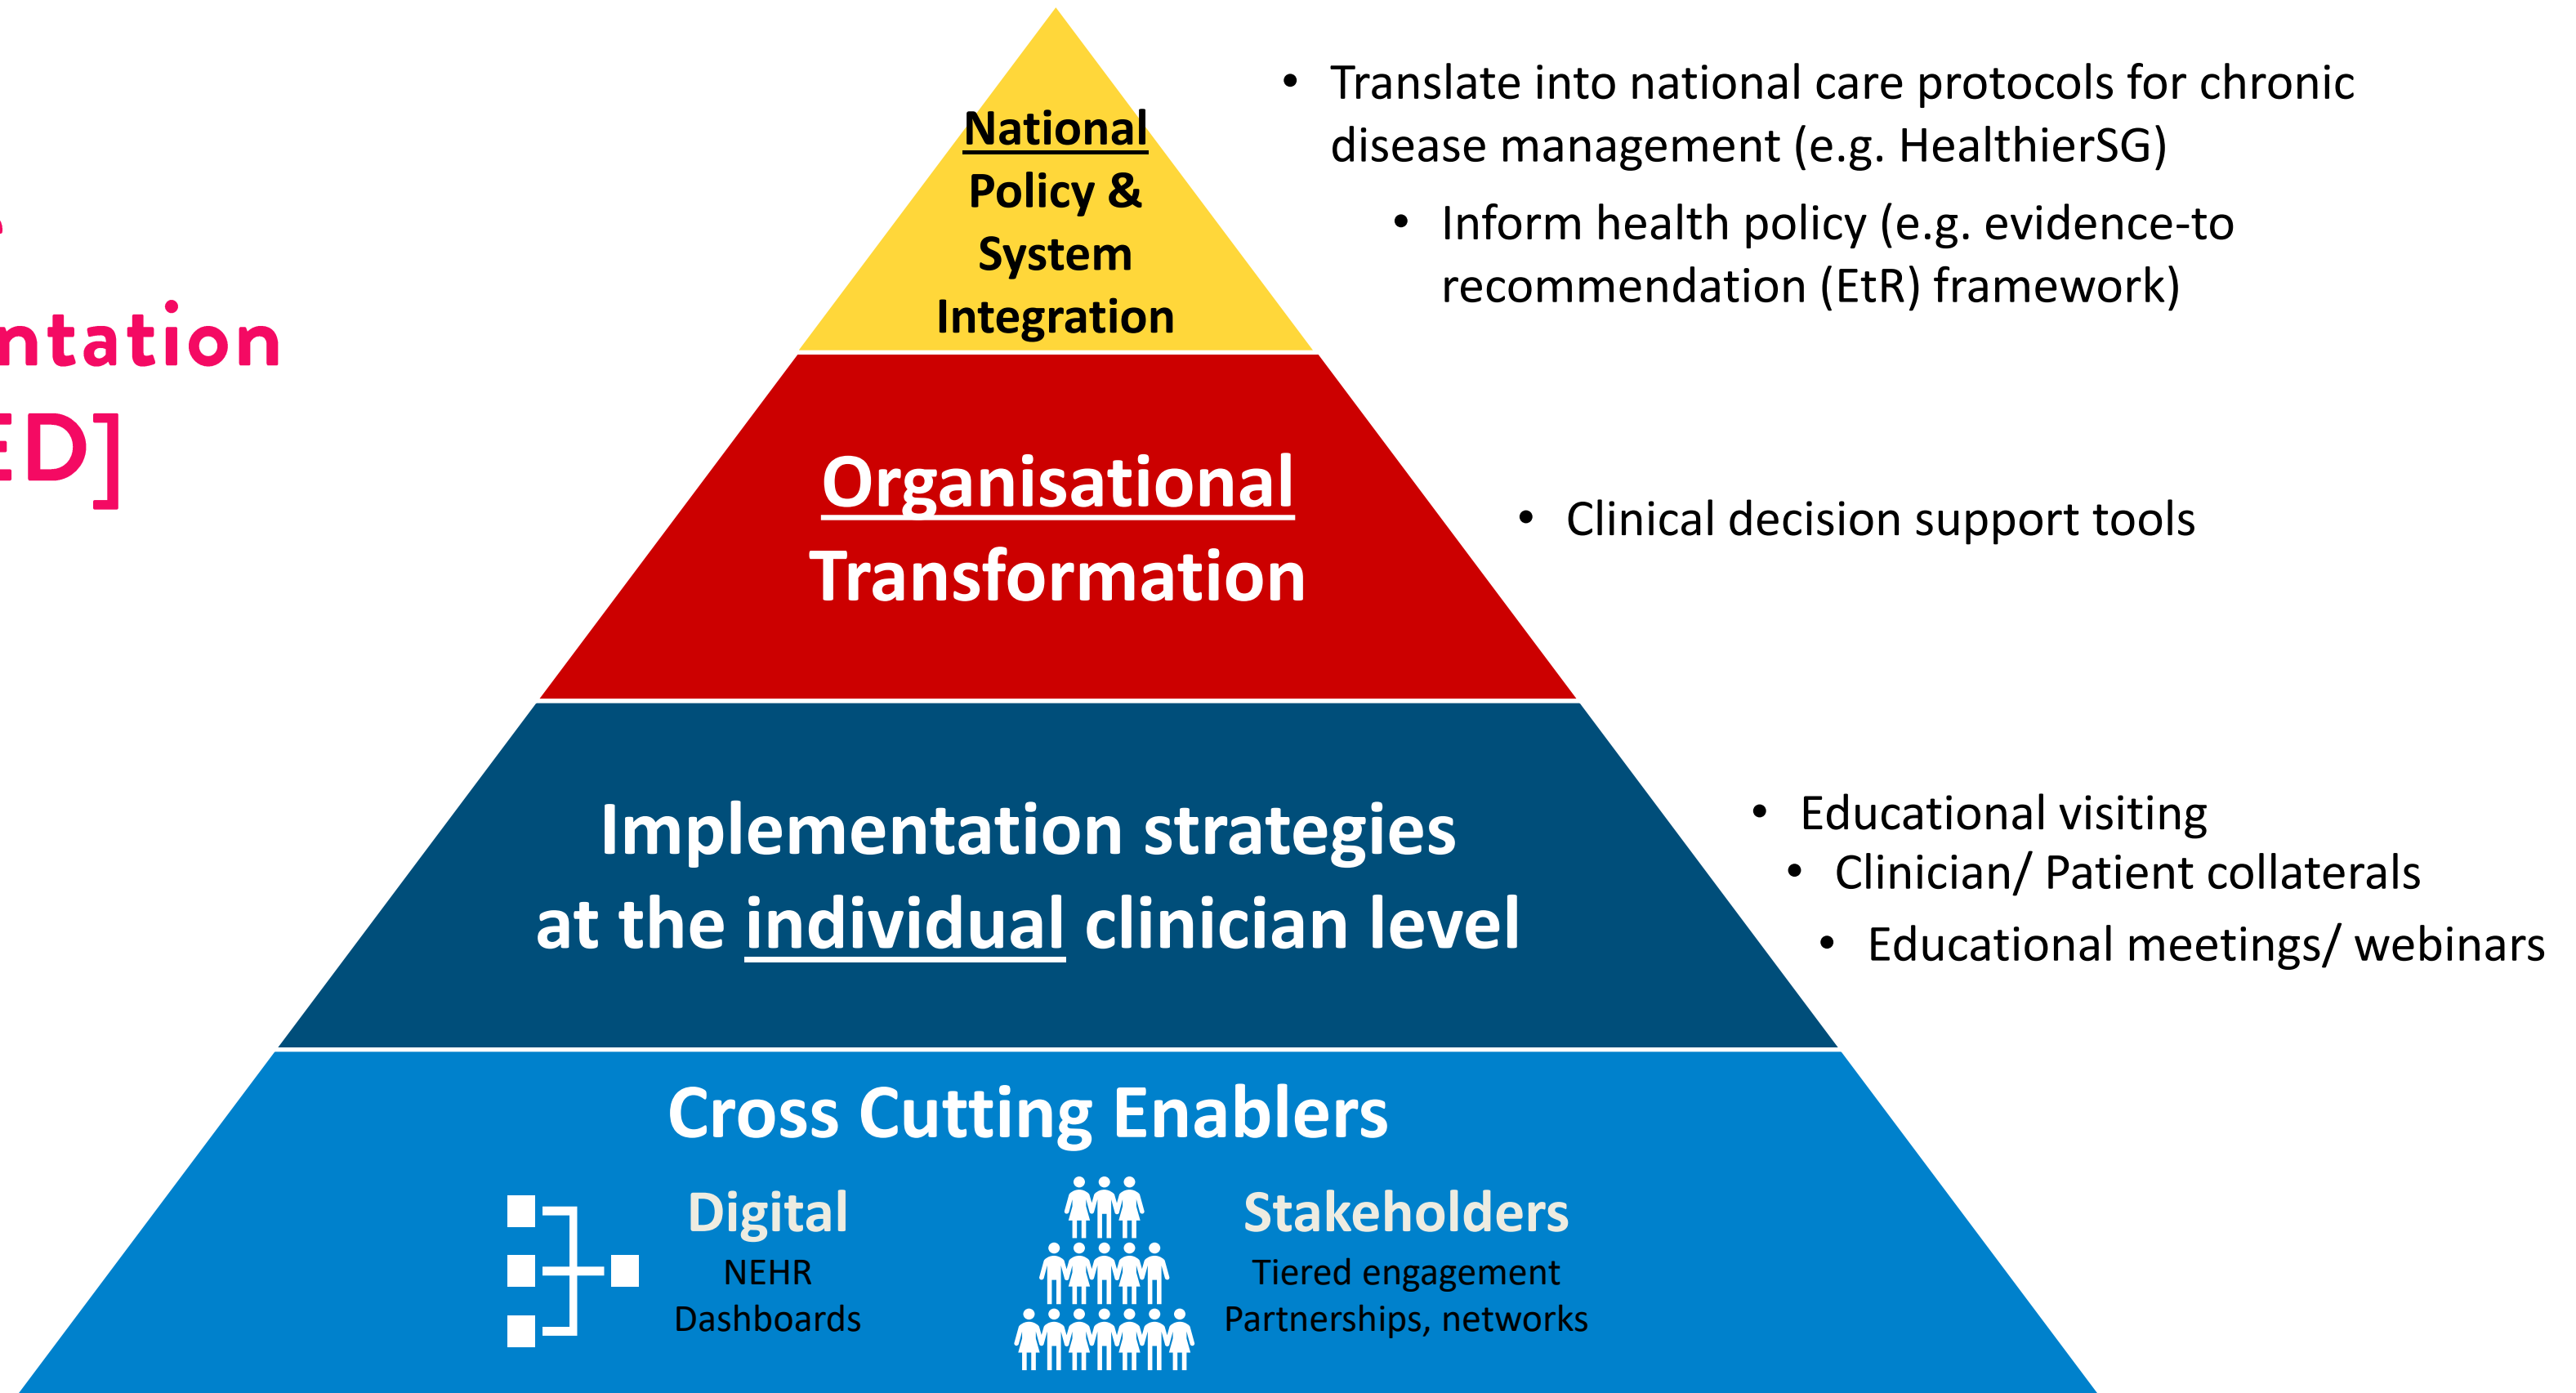 ntation
ED]
National
Policy &
System
Integration
• Translate into national care protocols for chronic
disease management (e.g. HealthierSG)
• Inform health policy (e.g. evidence-to
recommendation (EtR) framework)
Organisational
Transformation
• Clinical decision support tools
Implementation strategies
at the individual clinician level
• Educational visiting
• Clinician/ Patient collaterals
• Educational meetings/ webinars
Cross Cutting Enablers
Digital
NEHR
Dashboards
Stakeholders
Tiered engagement
Partnerships, networks